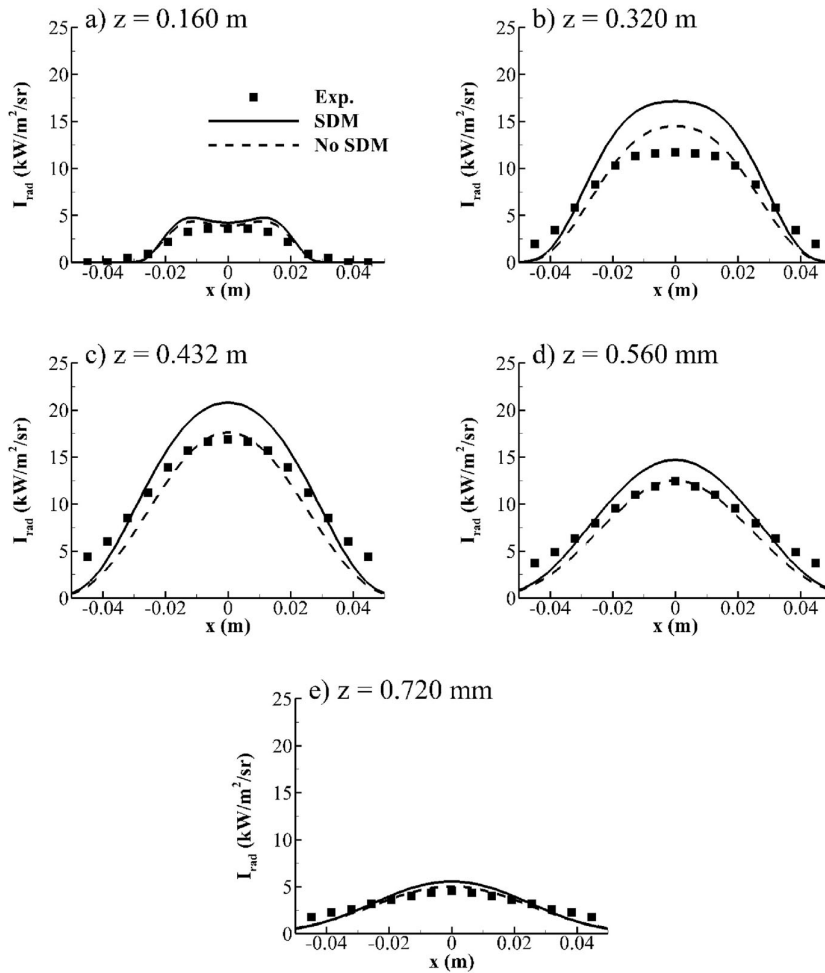 a) z = 0.160 m
25
20
15
10
5
0
I_rad (kW/m²/sr)
Exp.
SDM
No SDM
-0.04 -0.02 0 0.02 0.04
x (m)
b) z = 0.320 m
25
20
15
10
5
0
I_rad (kW/m²/sr)
-0.04 -0.02 0 0.02 0.04
x (m)
c) z = 0.432 m
25
20
15
10
5
0
I_rad (kW/m²/sr)
-0.04 -0.02 0 0.02 0.04
x (m)
d) z = 0.560 mm
25
20
15
10
5
0
I_rad (kW/m²/sr)
-0.04 -0.02 0 0.02 0.04
x (m)
e) z = 0.720 mm
25
20
15
10
5
0
I_rad (kW/m²/sr)
-0.04 -0.02 0 0.02 0.04
x (m)